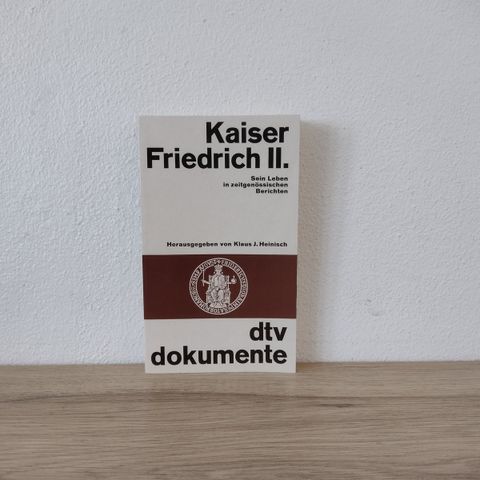 Kaiser
Friedrich II.
Sein Leben
in zeitgenössischen
Berichten
Herausgegeben von Klaus J. Heinisch
dtv
dokumente